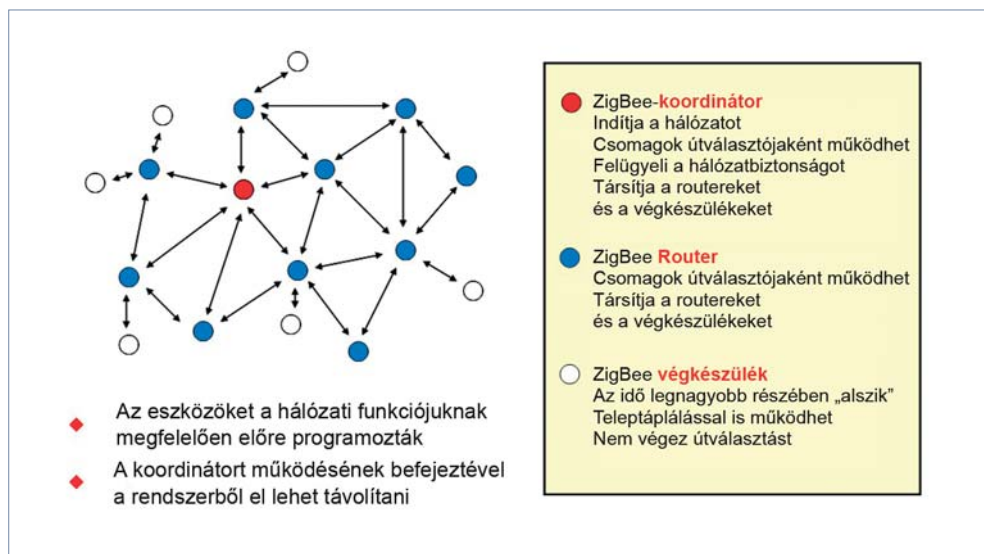 ZigBee-koordinátor
Indítja a hálózatot
Csomagok útválasztójaként működhet
Felügyeli a hálózatbiztonságot
Társítja a routereket
és a végkészülékeket
ZigBee Router
Csomagok útválasztójaként működhet
Társítja a routereket
és a végkészülékeket
ZigBee végkészülék
Az idő legnagyobb részében „alszik”
Teleptáplálással is működhet
Nem végez útválasztást
Az eszközöket a hálózati funkciójuknak
megfelelően előre programozták
A koordinátort működésének befejeztével
a rendszerből el lehet távolítani